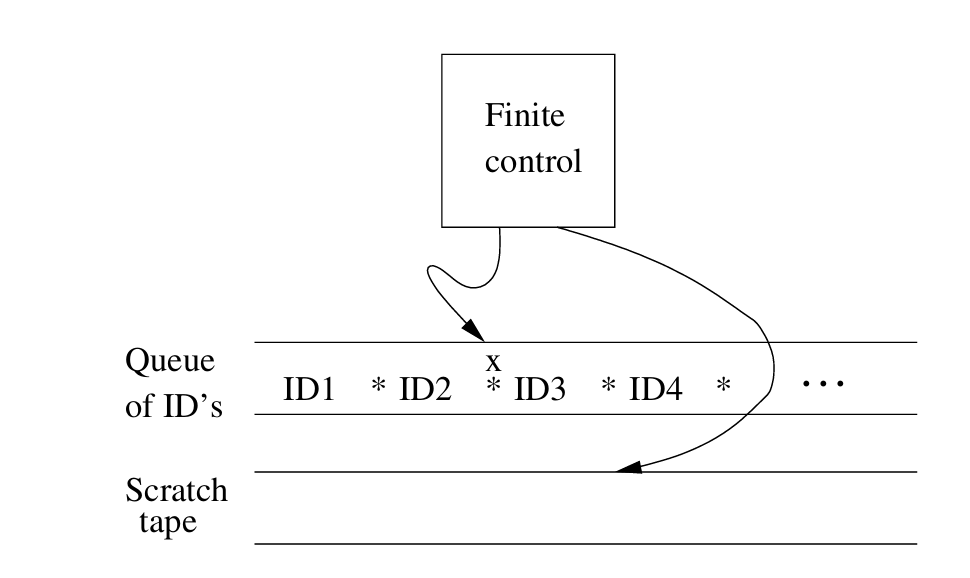 Finite
control
Queue
of ID's
x
ID1 * ID2 * ID3 * ID4 * ...
Scratch
tape